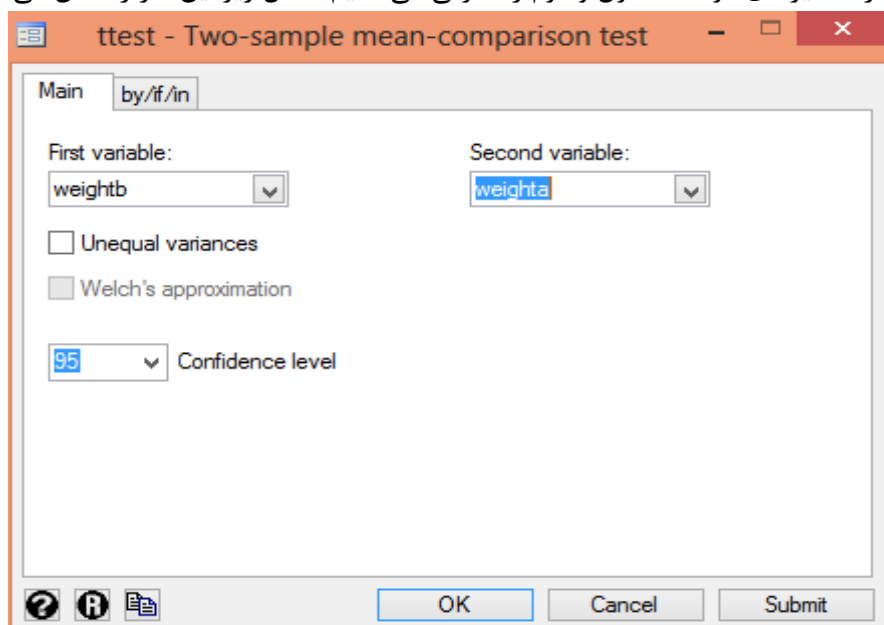 ttest - Two-sample mean-comparison test
Main by/if/in
First variable: Second variable:
weightb weighta
Unequal variances
Welch's approximation
95 Confidence level
OK Cancel Submit